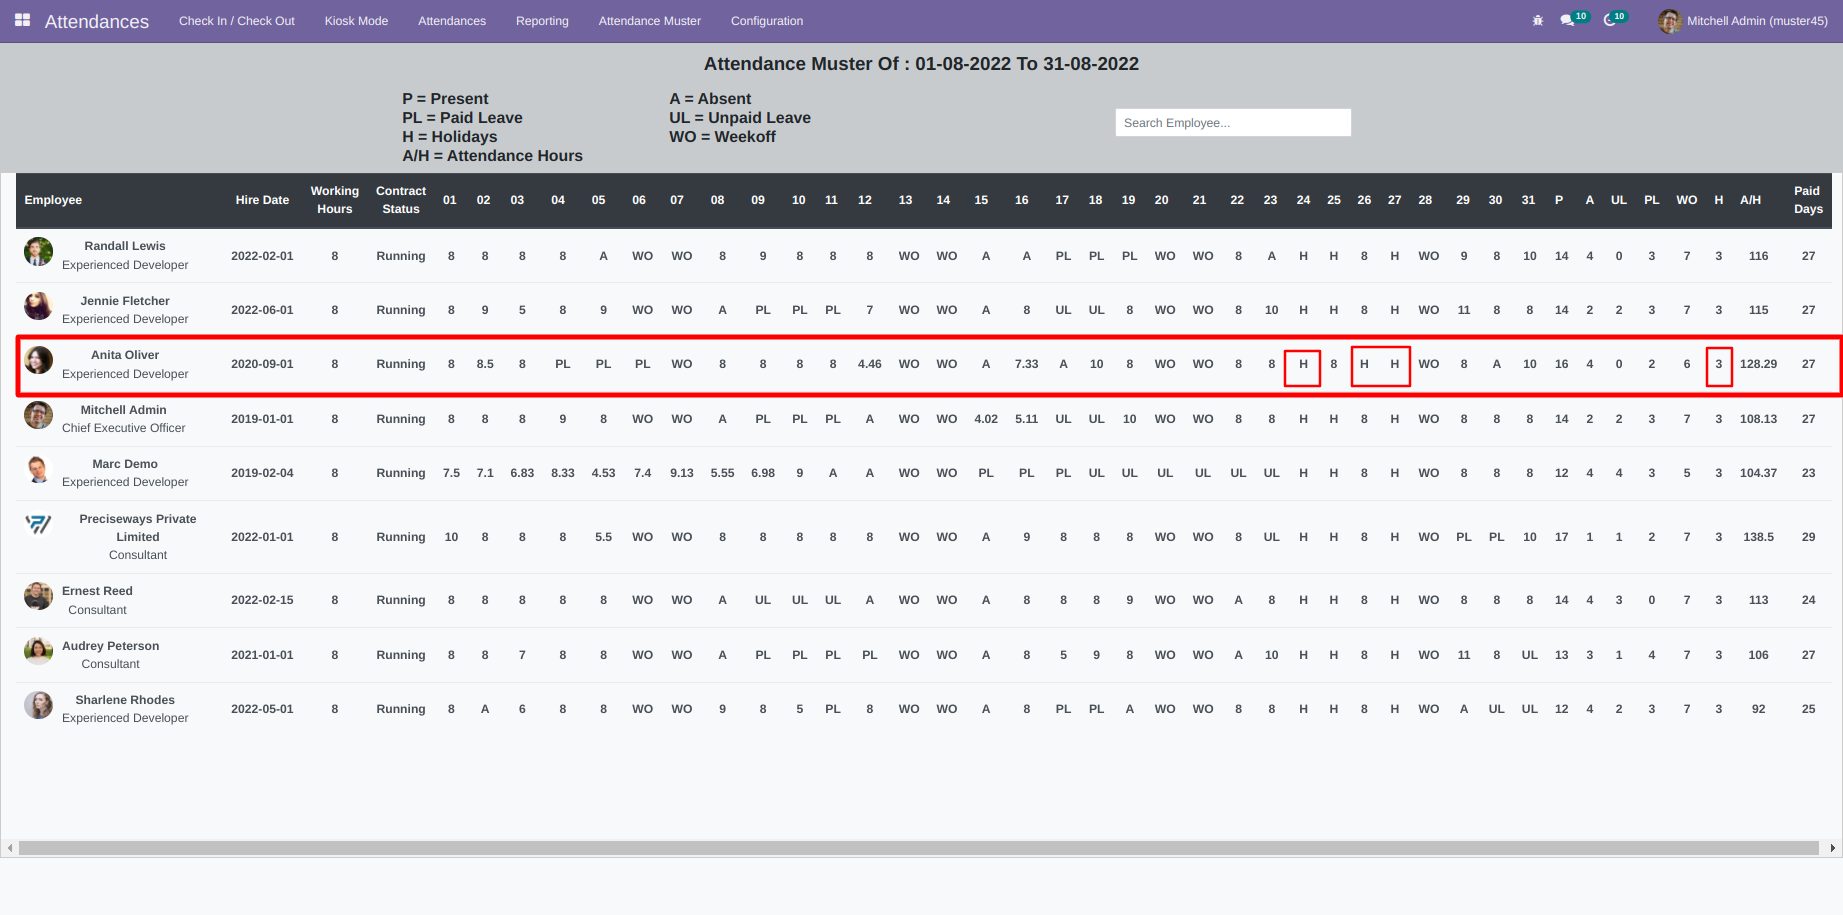 Attendances Check In / Check Out Kiosk Mode Attendances Reporting Attendance Muster Configuration 10 10 Mitchell Admin (muster45)
Attendance Muster Of : 01-08-2022 To 31-08-2022
P = Present A = Absent
PL = Paid Leave UL = Unpaid Leave
H = Holidays WO = Weekoff
A/H = Attendance Hours
Search Employee...
Employee Hire Date Working Hours Contract Status 01 02 03 04 05 06 07 08 09 10 11 12 13 14 15 16 17 18 19 20 21 22 23 24 25 26 27 28 29 30 31 P A UL PL WO H A/H Paid Days
Randall Lewis
Experienced Developer
2022-02-01 8 Running 8 8 8 8 A WO WO 8 9 8 8 8 WO WO A A PL PL PL WO WO 8 A H H 8 H WO 9 8 10 14 4 0 3 7 3 116 27
Jennie Fletcher
Experienced Developer
2022-06-01 8 Running 8 9 5 8 9 WO WO A PL PL PL 7 WO WO A 8 UL UL 8 WO WO 8 10 H H 8 H WO 11 8 8 14 2 2 3 7 3 115 27
Anita Oliver
Experienced Developer
2020-09-01 8 Running 8 8.5 8 PL PL PL WO 8 8 8 8 4.46 WO WO A 7.33 A 10 8 WO WO 8 8 H 8 H H WO 8 A 10 16 4 0 2 6 3 128.29 27
Mitchell Admin
Chief Executive Officer
2019-01-01 8 Running 8 8 8 9 8 WO WO A PL PL PL A WO WO 4.02 5.11 UL UL 10 WO WO 8 8 H H 8 H WO 8 8 8 14 2 2 3 7 3 108.13 27
Marc Demo
Experienced Developer
2019-02-04 8 Running 7.5 7.1 6.83 8.33 4.53 7.4 9.13 5.55 6.98 9 A A WO WO PL PL PL UL UL UL UL UL UL H H 8 H WO 8 8 8 12 4 4 3 5 3 104.37 23
Preciseways Private
Limited
Consultant
2022-01-01 8 Running 10 8 8 8 5.5 WO WO 8 8 8 8 8 WO WO A 9 8 8 8 WO WO 8 UL H H 8 H WO PL PL 10 17 1 1 2 7 3 138.5 29
Ernest Reed
Consultant
2022-02-15 8 Running 8 8 8 8 8 WO WO A UL UL UL A WO WO A 8 8 8 9 WO WO A 8 H H 8 H WO 8 8 8 14 4 3 0 7 3 113 24
Audrey Peterson
Consultant
2021-01-01 8 Running 8 8 7 8 8 WO WO A PL PL PL PL WO WO A 8 5 9 8 WO WO A 10 H H 8 H WO 11 8 UL 13 3 1 4 7 3 106 27
Sharlene Rhodes
Experienced Developer
2022-05-01 8 Running 8 A 6 8 8 WO WO 9 8 5 PL 8 WO WO A 8 PL PL A WO WO 8 8 H H 8 H WO A UL UL 12 4 2 3 7 3 92 25